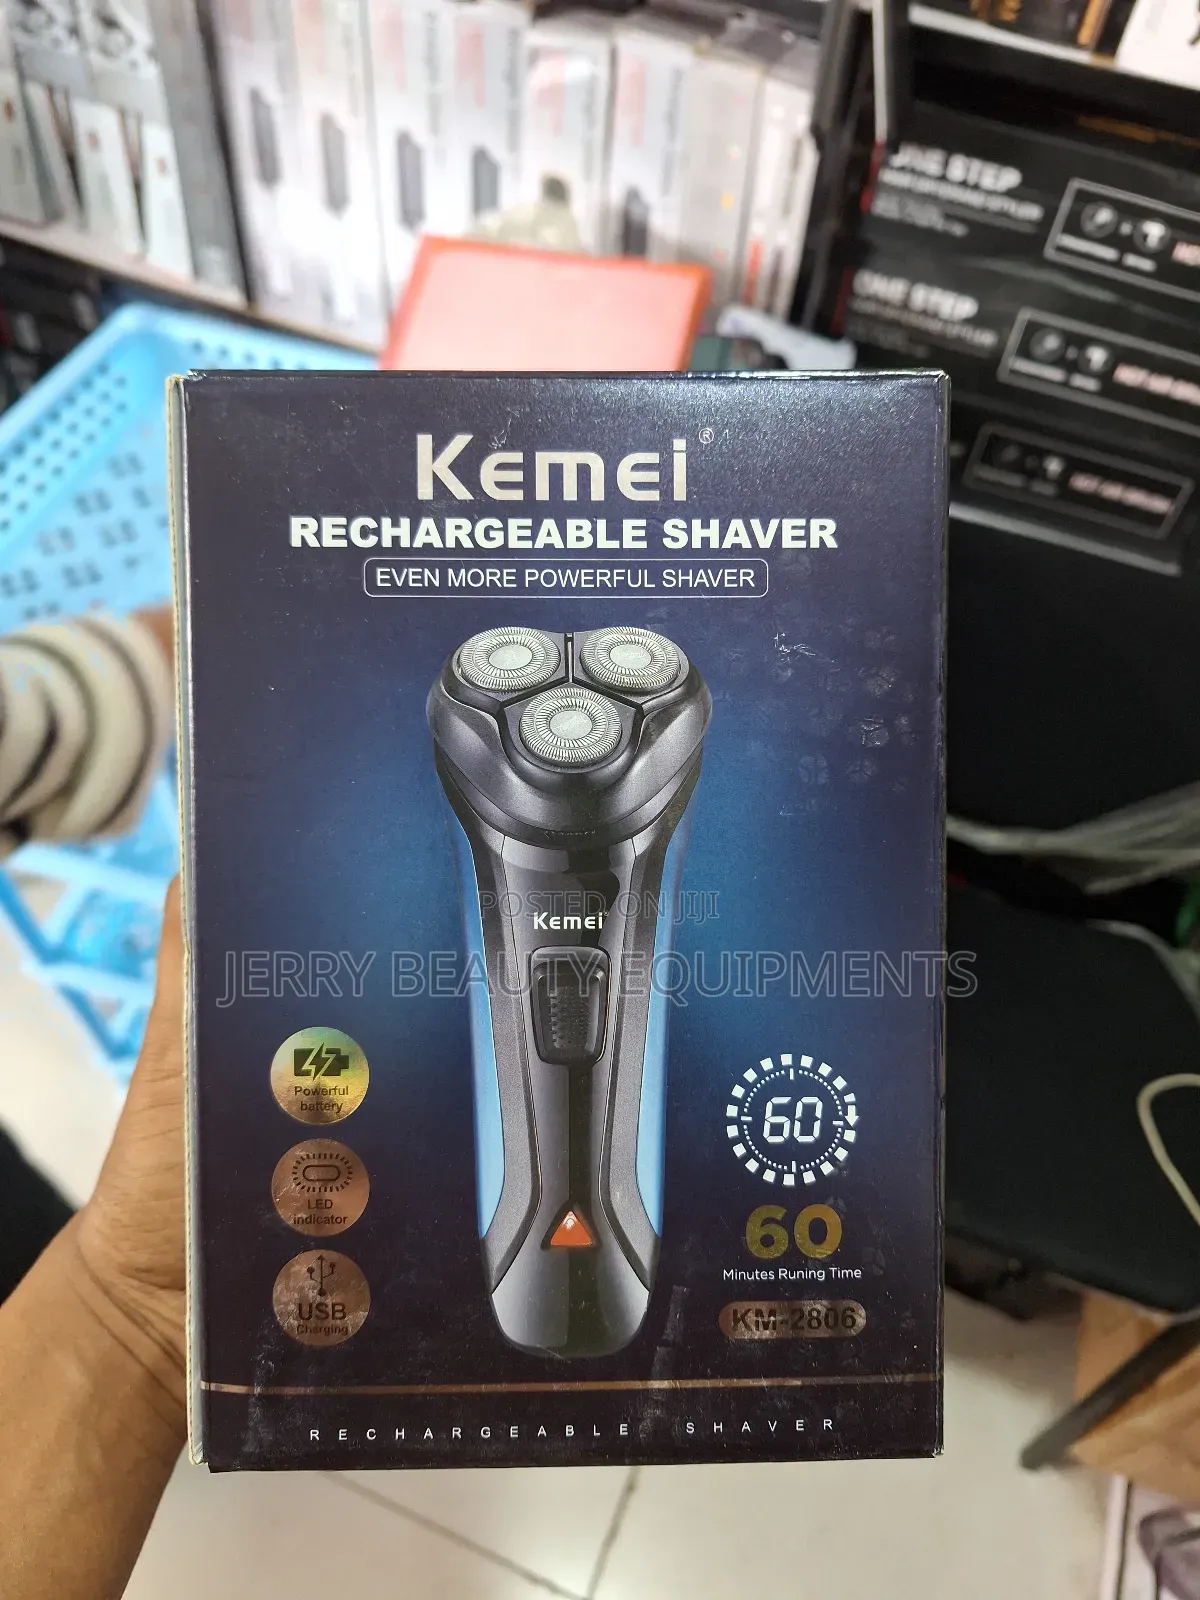 ONE STEP
ONE STEP
Kemei®
RECHARGEABLE SHAVER
EVEN MORE POWERFUL SHAVER
POSTED ON JIJI
Kemei
JERRY BEAUTY EQUIPMENTS
Powerful
battery
LED
indicator
USB
Charging
60
60
Minutes Runing Time
KM-2806
RECHARGEABLE SHAVER